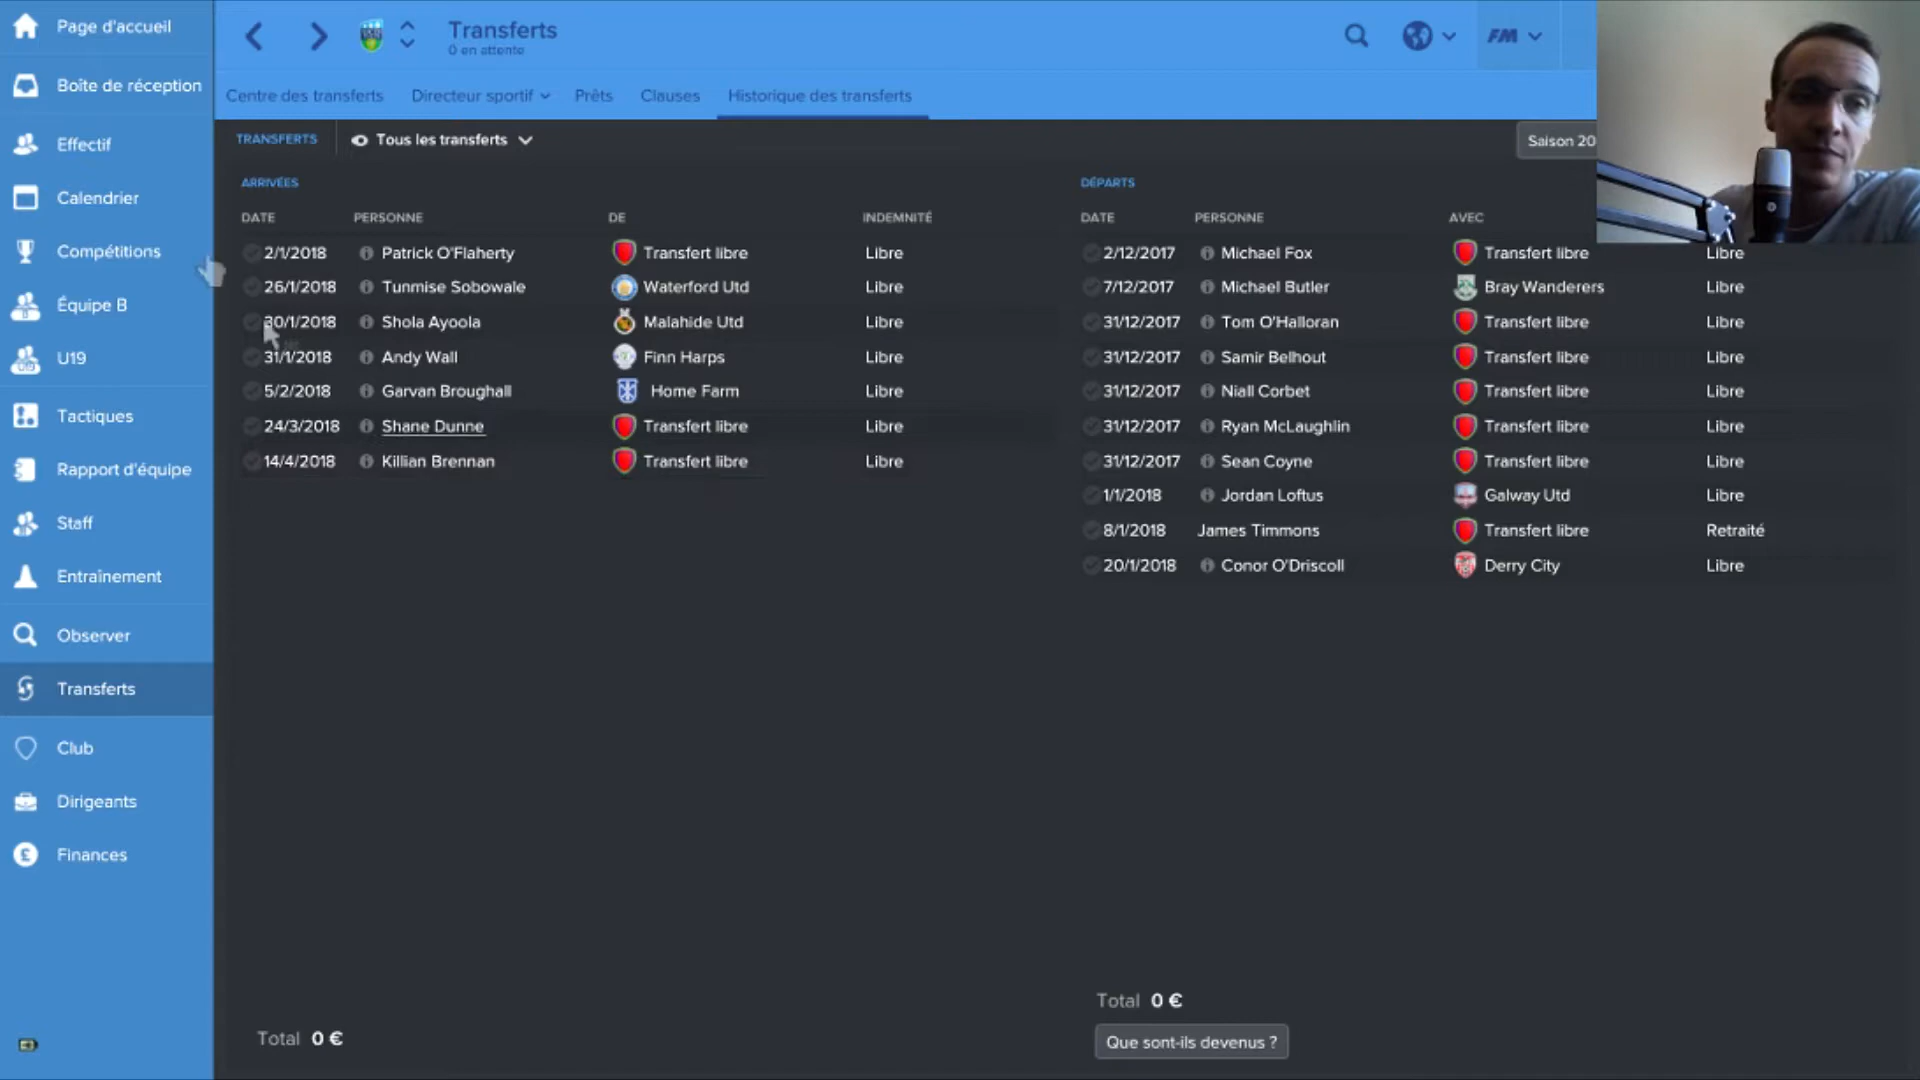 Page d'accueil
Boîte de réception
Effectif
Calendrier
Compétitions
Équipe B
U19
Tactiques
Rapport d'équipe
Staff
Entraînement
Observer
Transferts
Club
Dirigeants
Finances
Transferts
0 en attente
FM
Centre des transferts Directeur sportif Prêts Clauses Historique des transferts
TRANSFERTS Tous les transferts Saison 20
ARRIVÉES
DATE PERSONNE DE INDEMNITÉ
2/1/2018 Patrick O'Flaherty Transfert libre Libre
26/1/2018 Tunmise Sobowale Waterford Utd Libre
30/1/2018 Shola Ayoola Malahide Utd Libre
31/1/2018 Andy Wall Finn Harps Libre
5/2/2018 Garvan Broughall Home Farm Libre
24/3/2018 Shane Dunne Transfert libre Libre
14/4/2018 Killian Brennan Transfert libre Libre
Total 0 €
DÉPARTS
DATE PERSONNE AVEC
2/12/2017 Michael Fox Transfert libre Libre
7/12/2017 Michael Butler Bray Wanderers Libre
31/12/2017 Tom O'Halloran Transfert libre Libre
31/12/2017 Samir Belhout Transfert libre Libre
31/12/2017 Niall Corbet Transfert libre Libre
31/12/2017 Ryan McLaughlin Transfert libre Libre
31/12/2017 Sean Coyne Transfert libre Libre
1/1/2018 Jordan Loftus Galway Utd Libre
8/1/2018 James Timmons Transfert libre Retraité
20/1/2018 Conor O'Driscoll Derry City Libre
Total 0 €
Que sont-ils devenus ?